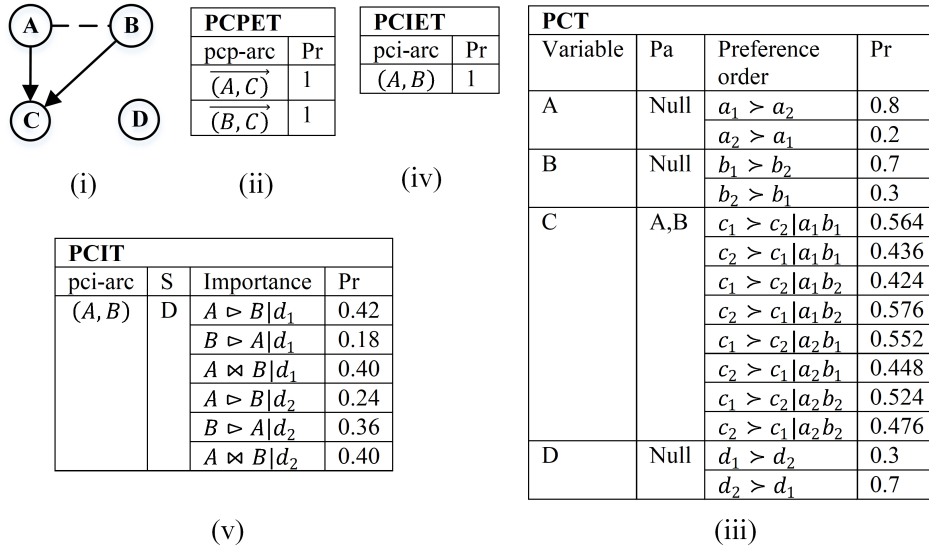 A B
C D
(i)
PCPET
pcp-arc Pr
(A, C) 1
(B, C) 1
(ii)
PCIET
pci-arc Pr
(A, B) 1
(iv)
PCT
Variable Pa Preference order Pr
A Null a₁ ≻ a₂ 0.8
a₂ ≻ a₁ 0.2
B Null b₁ ≻ b₂ 0.7
b₂ ≻ b₁ 0.3
C A,B c₁ ≻ c₂|a₁b₁ 0.564
c₂ ≻ c₁|a₁b₁ 0.436
c₁ ≻ c₂|a₁b₂ 0.424
c₂ ≻ c₁|a₁b₂ 0.576
c₁ ≻ c₂|a₂b₁ 0.552
c₂ ≻ c₁|a₂b₁ 0.448
c₁ ≻ c₂|a₂b₂ 0.524
c₂ ≻ c₁|a₂b₂ 0.476
D Null d₁ ≻ d₂ 0.3
d₂ ≻ d₁ 0.7
(iii)
PCIT
pci-arc S Importance Pr
(A, B) D A ⊳ B|d₁ 0.42
B ⊳ A|d₁ 0.18
A ⋈ B|d₁ 0.40
A ⊳ B|d₂ 0.24
B ⊳ A|d₂ 0.36
A ⋈ B|d₂ 0.40
(v)